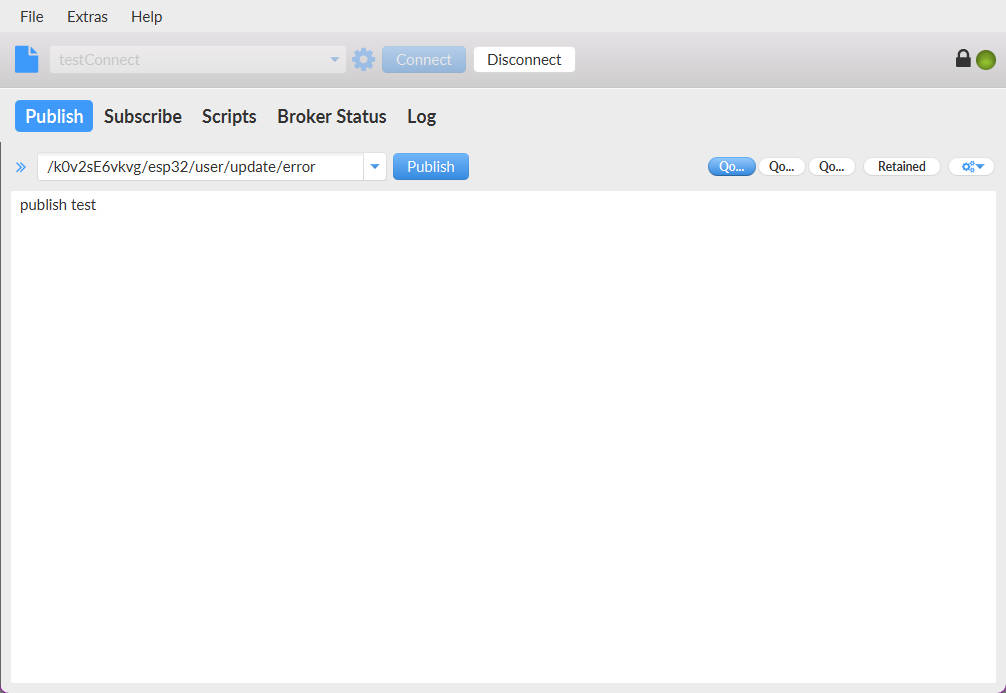 File Extras Help
testConnect Connect Disconnect
Publish Subscribe Scripts Broker Status Log
/k0v2sE6vkvg/esp32/user/update/error Publish Qo... Qo... Qo... Retained
publish test